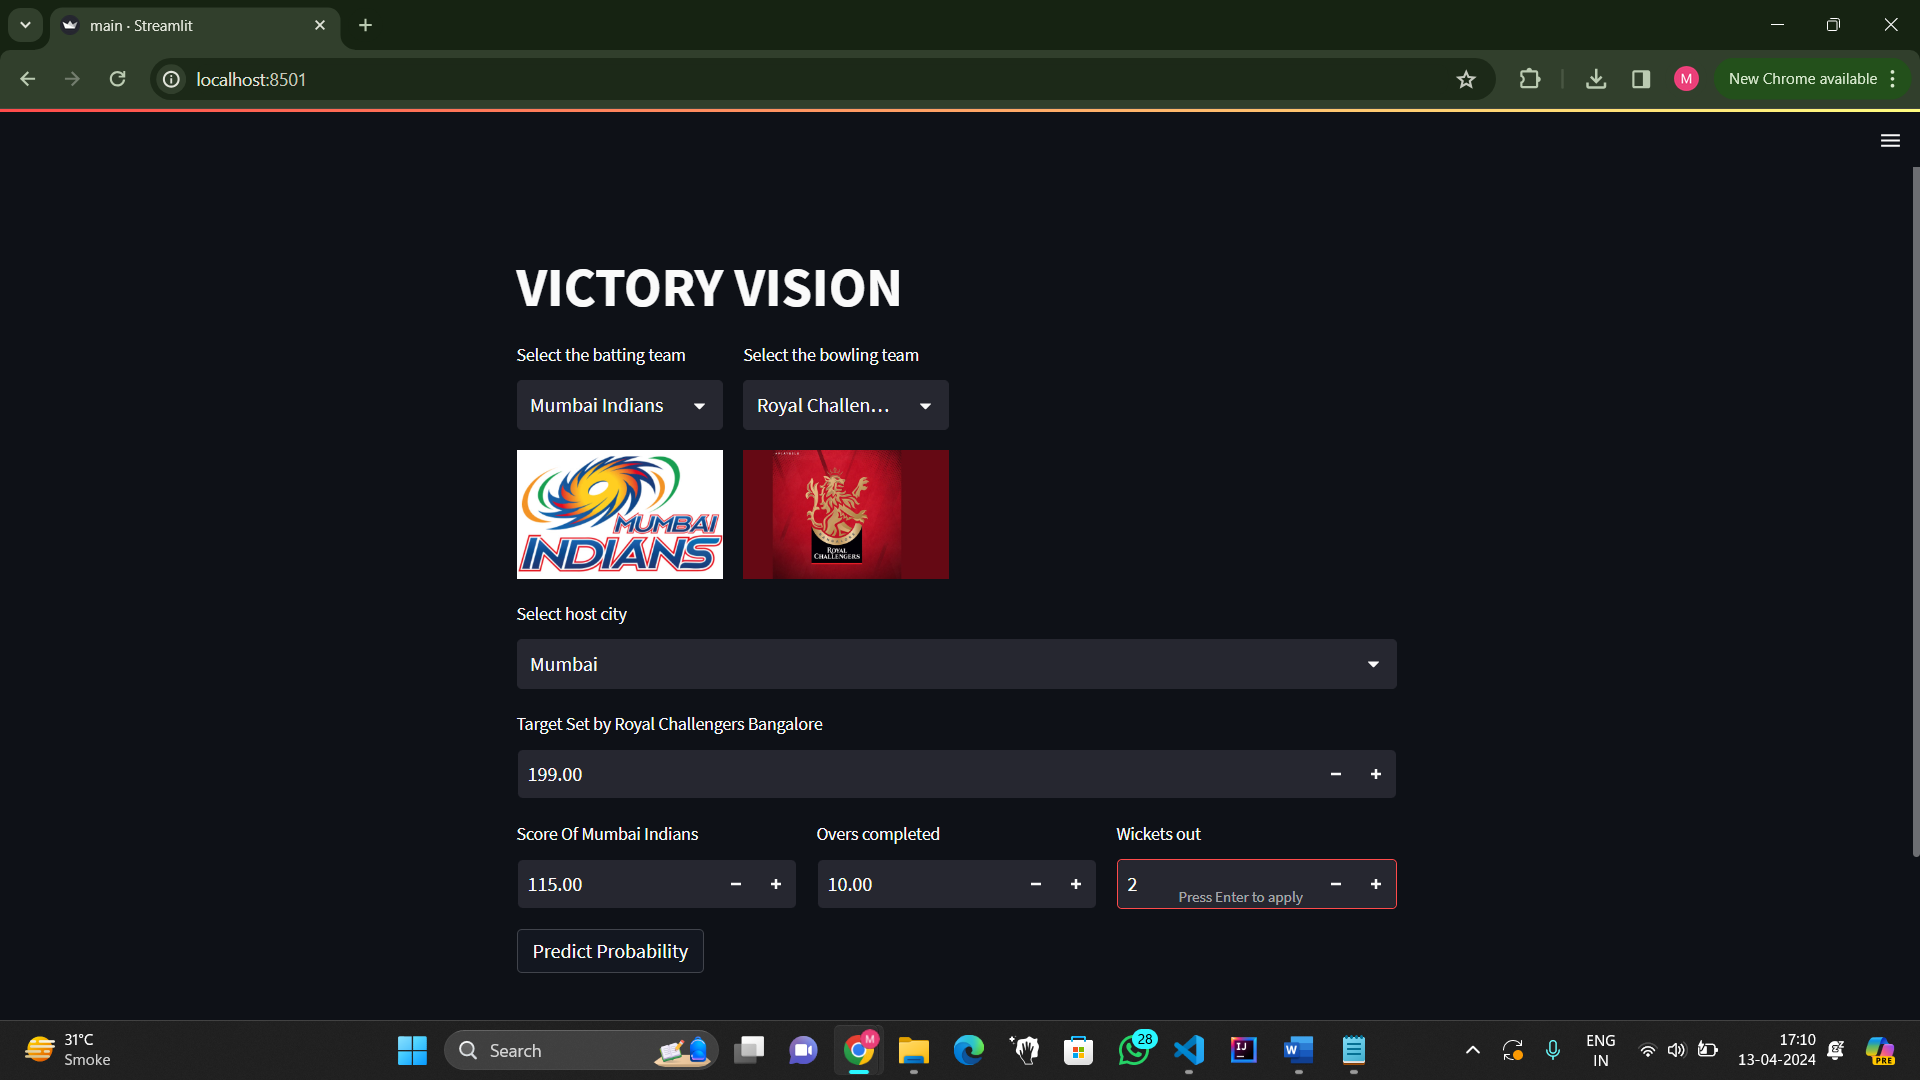 main · Streamlit
localhost:8501
M
New Chrome available
VICTORY VISION
Select the batting team
Select the bowling team
Mumbai Indians
Royal Challen...
MUMBAI
INDIANS
ROYAL
CHALLENGERS
Select host city
Mumbai
Target Set by Royal Challengers Bangalore
199.00
Score Of Mumbai Indians
Overs completed
Wickets out
115.00
10.00
2
Press Enter to apply
Predict Probability
31°C
Smoke
Search
M
28
IJ
W
ENG
IN
17:10
13-04-2024
PRE